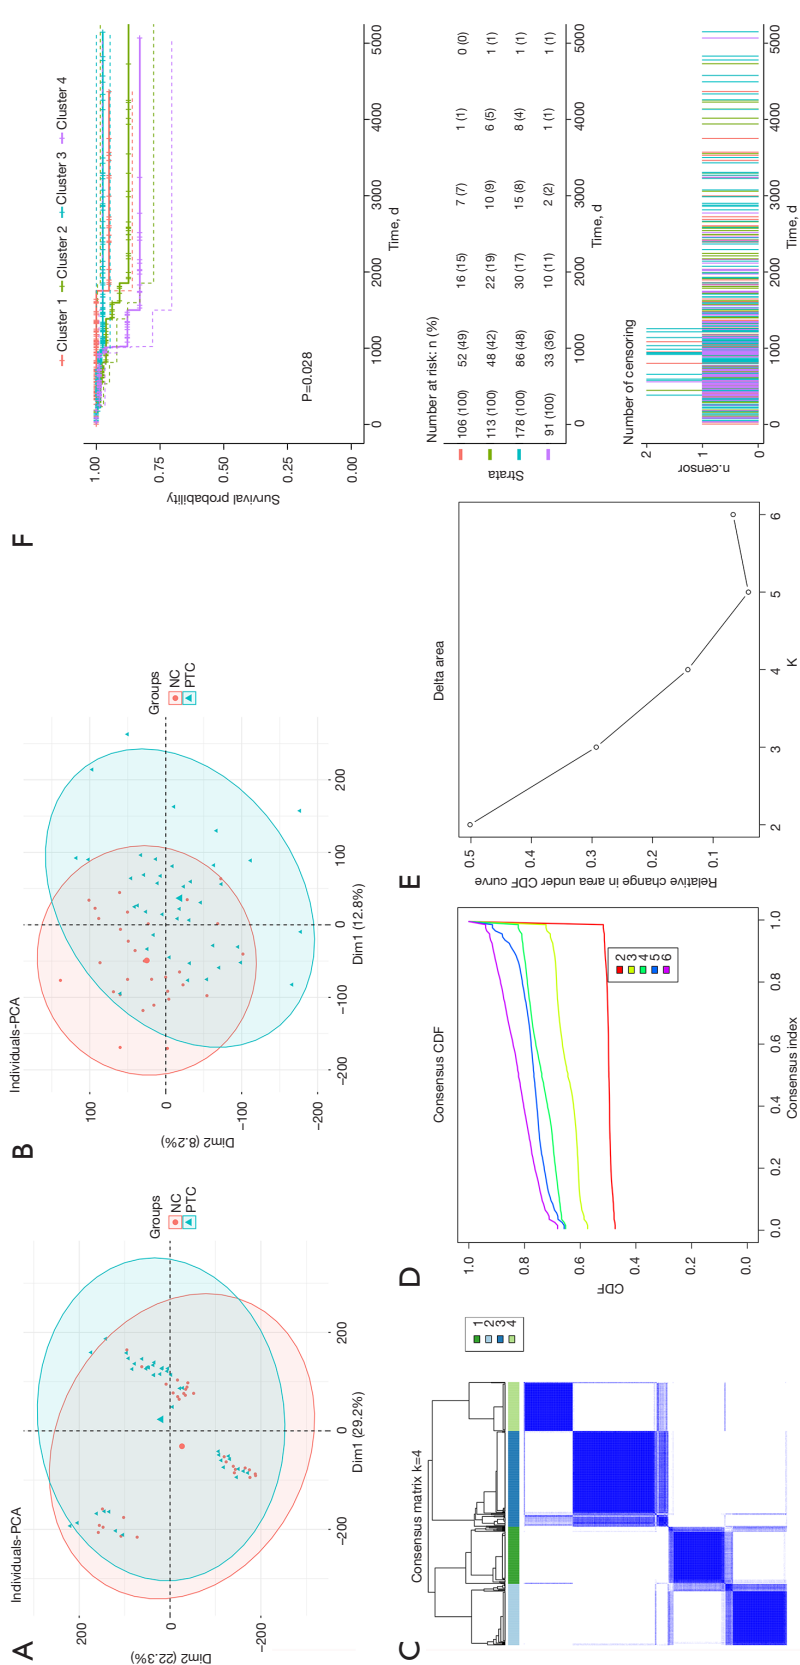 A
Individuals-PCA
Groups
NC
PTC
200
0
−200
Dim2 (22.3%)
−200
0
200
Dim1 (29.2%)
B
Individuals-PCA
Groups
NC
PTC
100
0
−100
−200
Dim2 (8.2%)
−200
−100
0
100
200
Dim1 (12.8%)
C
Consensus matrix k=4
1
2
3
4
D
Consensus CDF
1.0
0.8
0.6
0.4
0.2
0.0
CDF
2
3
4
5
6
0.0
0.2
0.4
0.6
0.8
1.0
Consensus index
E
Delta area
0.5
0.4
0.3
0.2
0.1
Relative change in area under CDF curve
2
3
4
5
6
K
F
Cluster 1
Cluster 2
Cluster 3
Cluster 4
1.00
0.75
0.50
0.25
0.00
Survival probability
P=0.028
0
1000
2000
3000
4000
5000
Time, d
Number at risk: n (%)
Strata
106 (100) 52 (49) 16 (15) 7 (7) 1 (1) 0 (0)
113 (100) 48 (42) 22 (19) 10 (9) 6 (5) 1 (1)
178 (100) 86 (48) 30 (17) 15 (8) 8 (4) 1 (1)
91 (100) 33 (36) 10 (11) 2 (2) 1 (1) 1 (1)
0
1000
2000
3000
4000
5000
Time, d
Number of censoring
2
1
0
n.censor
0
1000
2000
3000
4000
5000
Time, d